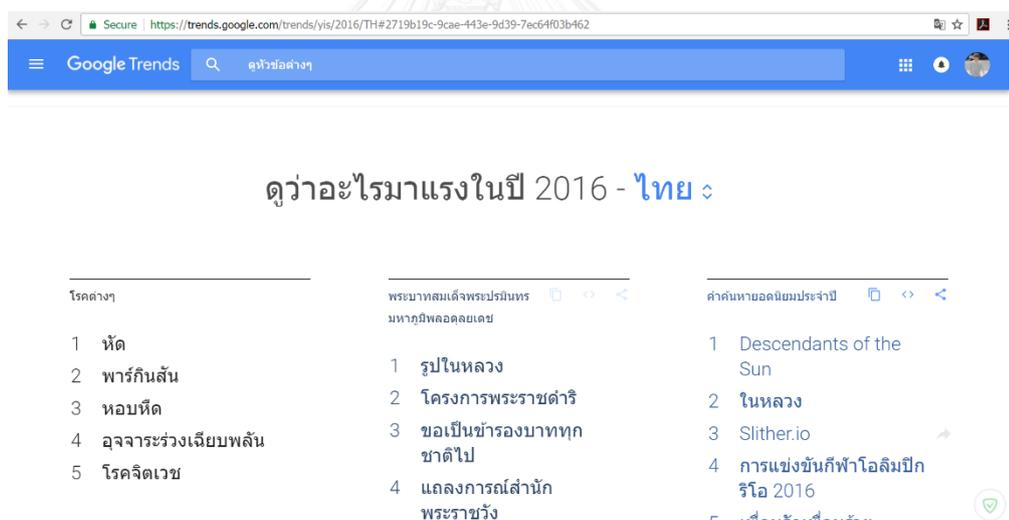 Secure https://trends.google.com/trends/yis/2016/TH#2719b19c-9cae-443e-9d39-7ec64f03b462
Google Trends ดูหัวข้อต่างๆ
ดูว่าอะไรมาแรงในปี 2016 - ไทย
โรคต่างๆ
1 หัด
2 พาร์กินสัน
3 หอบหืด
4 อุจจาระร่วงเฉียบพลัน
5 โรคจิตเวช
พระบาทสมเด็จพระปรมินทร
มหาภูมิพลอดุลยเดช
1 รูปในหลวง
2 โครงการพระราชดำริ
3 ขอเป็นข้ารองบาททุก
ชาติไป
4 แถลงการณ์สำนัก
พระราชวัง
คำค้นหายอดนิยมประจำปี
1 Descendants of the
Sun
2 ในหลวง
3 Slither.io
4 การแข่งขันกีฬาโอลิมปิก
ริโอ 2016
5